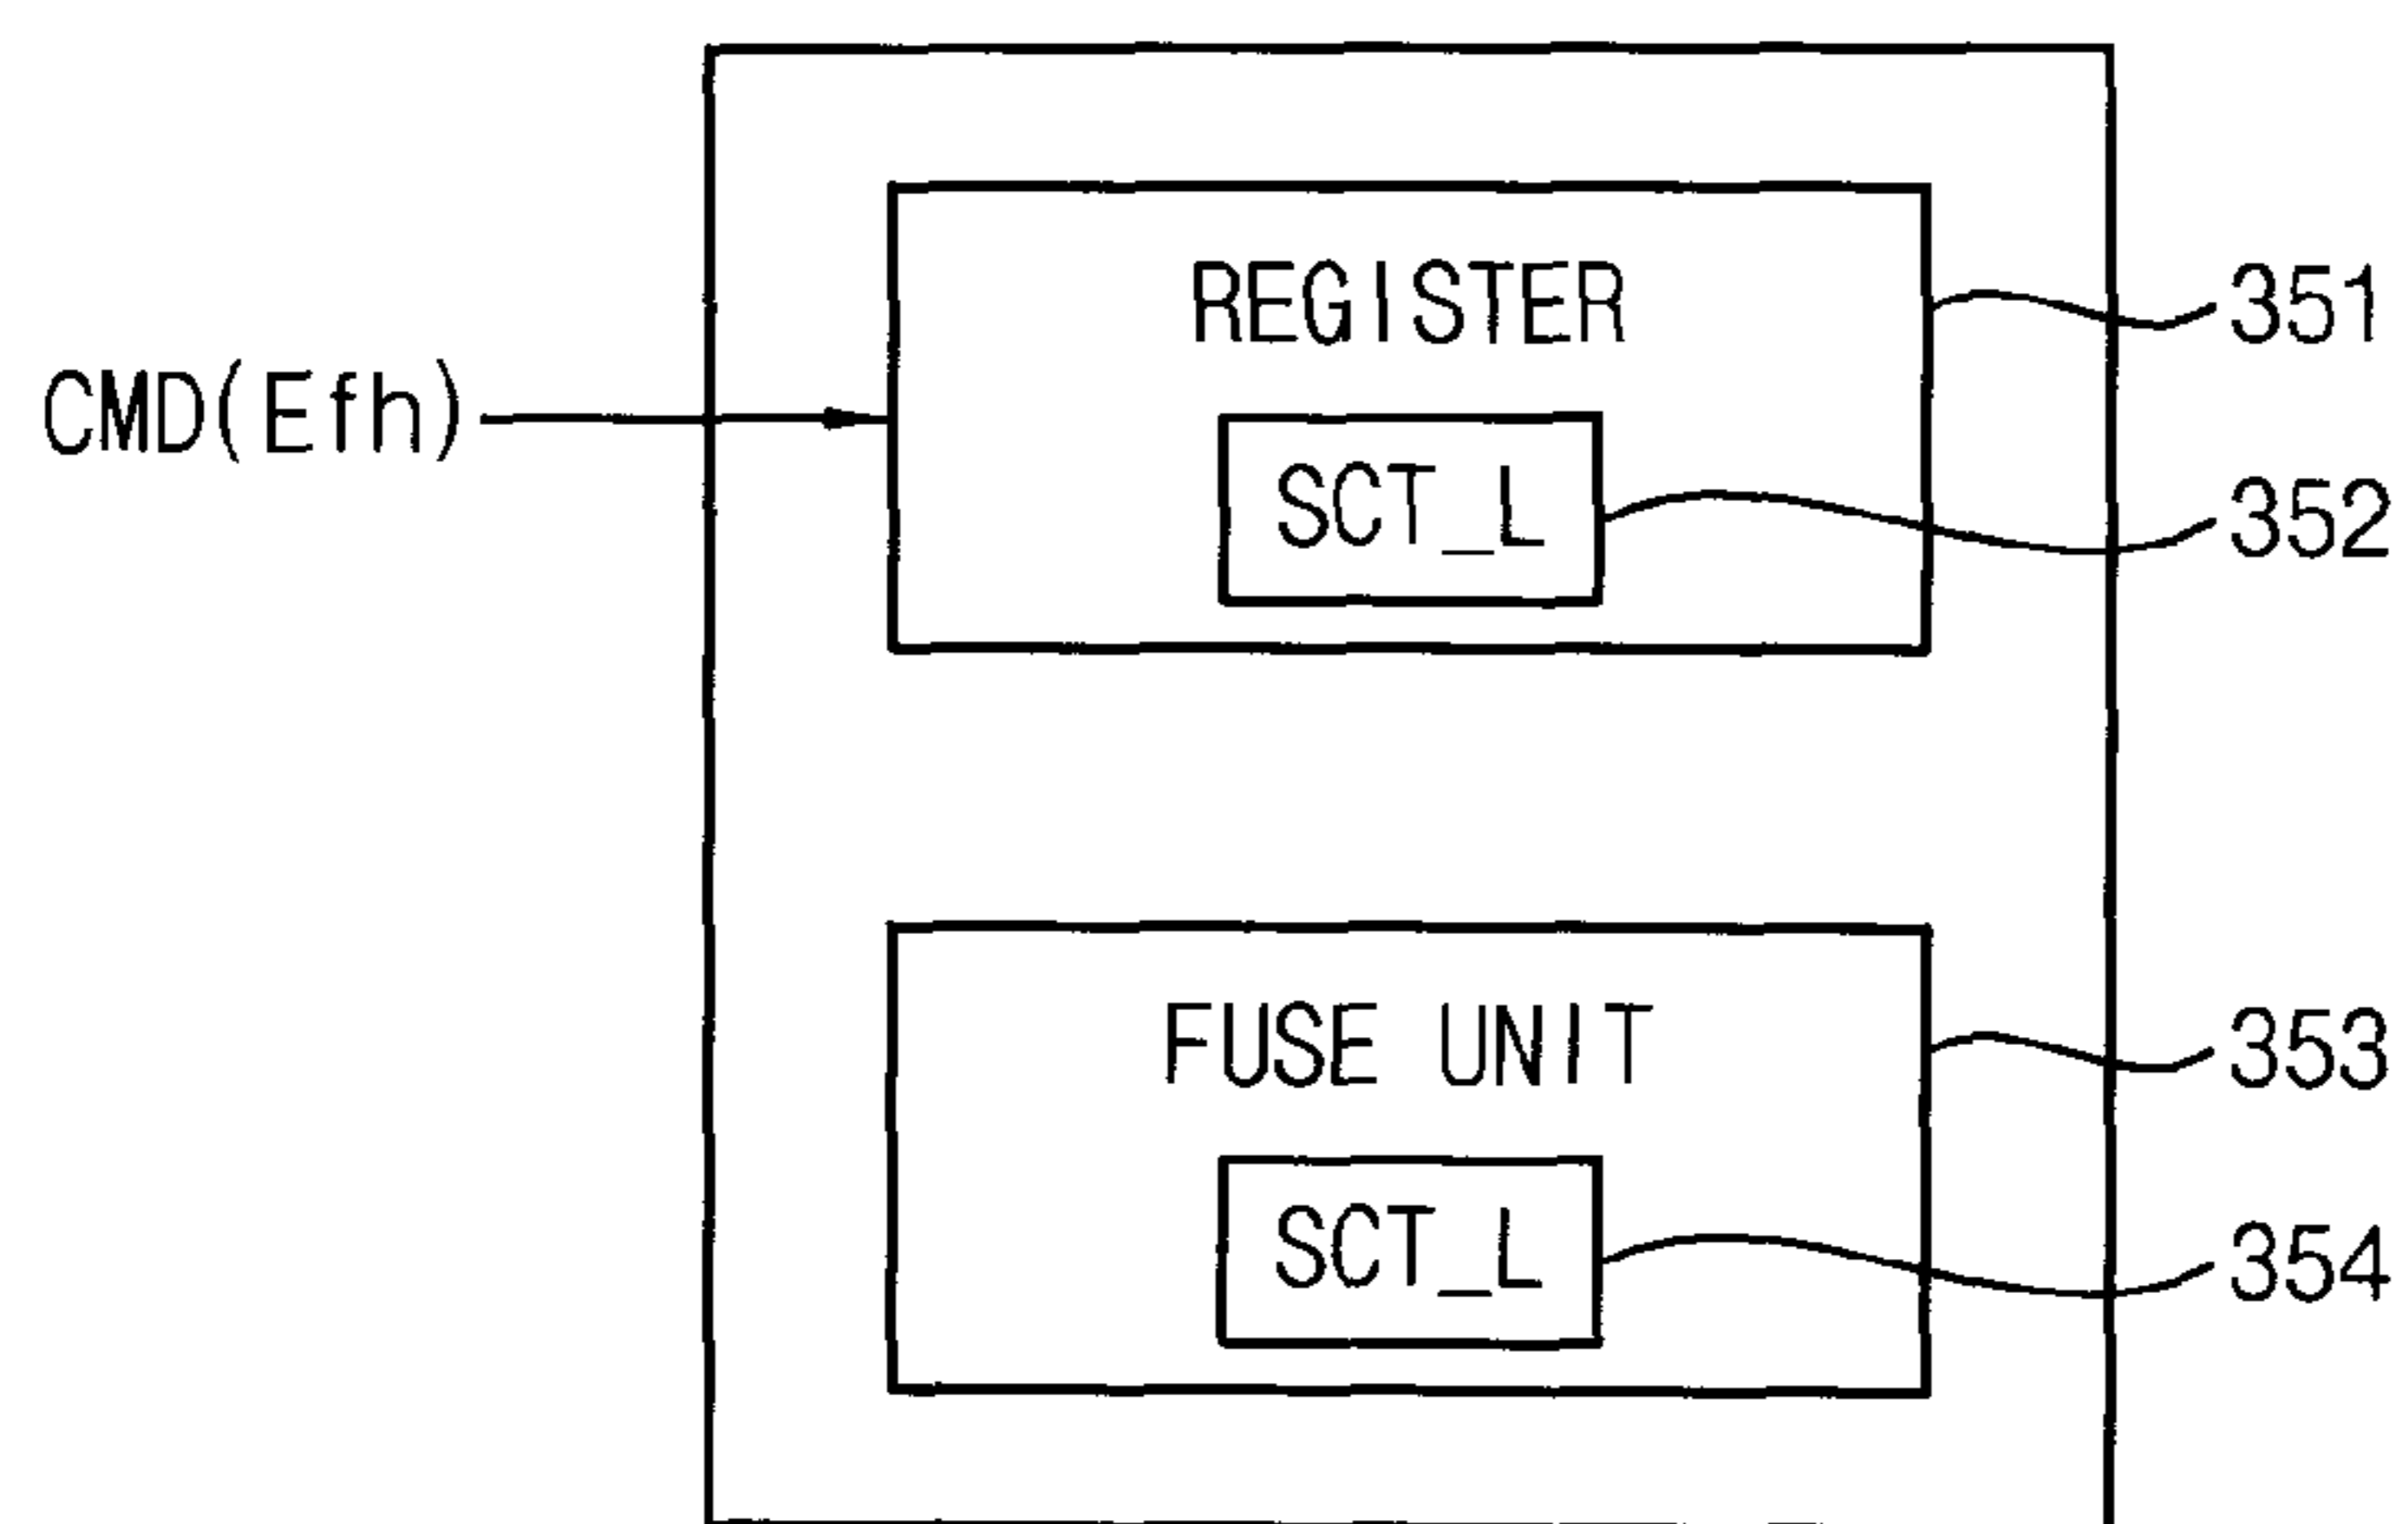 REGISTER
351
CMD(Efh)
SCT_L
352
FUSE UNIT
353
SCT_L
354